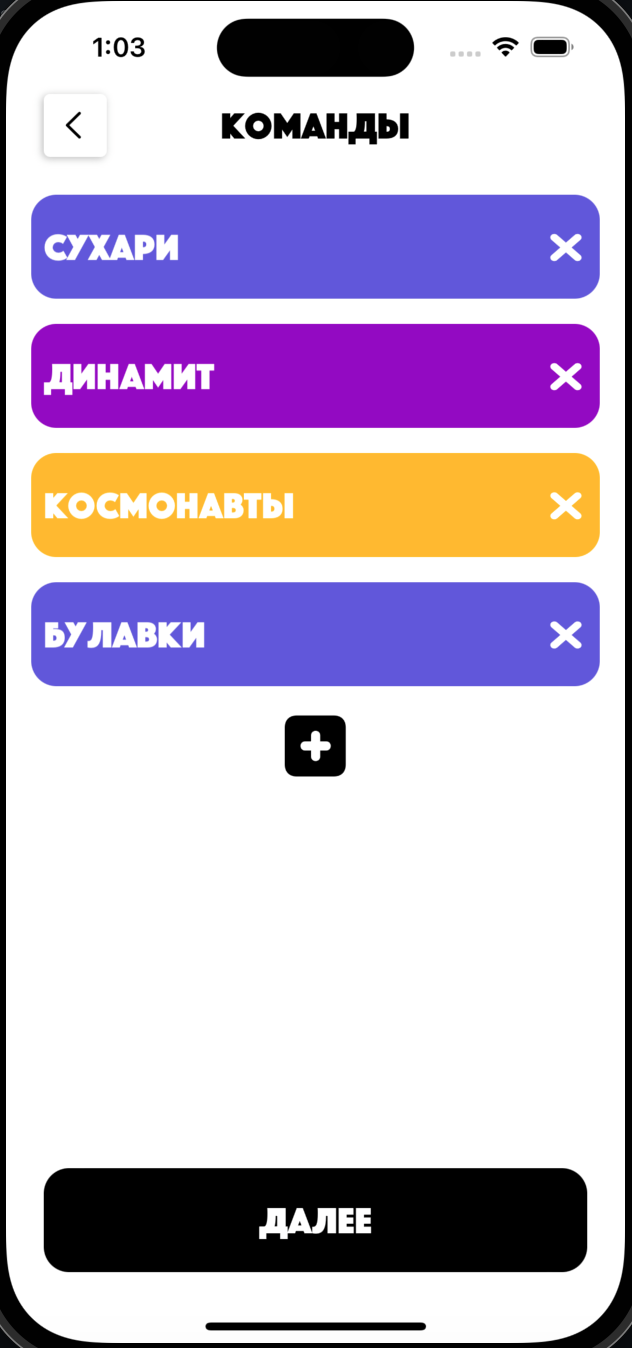 1:03
КОМАНДЫ
СУХАРИ
ДИНАМИТ
КОСМОНАВТЫ
БУЛАВКИ
ДАЛЕЕ